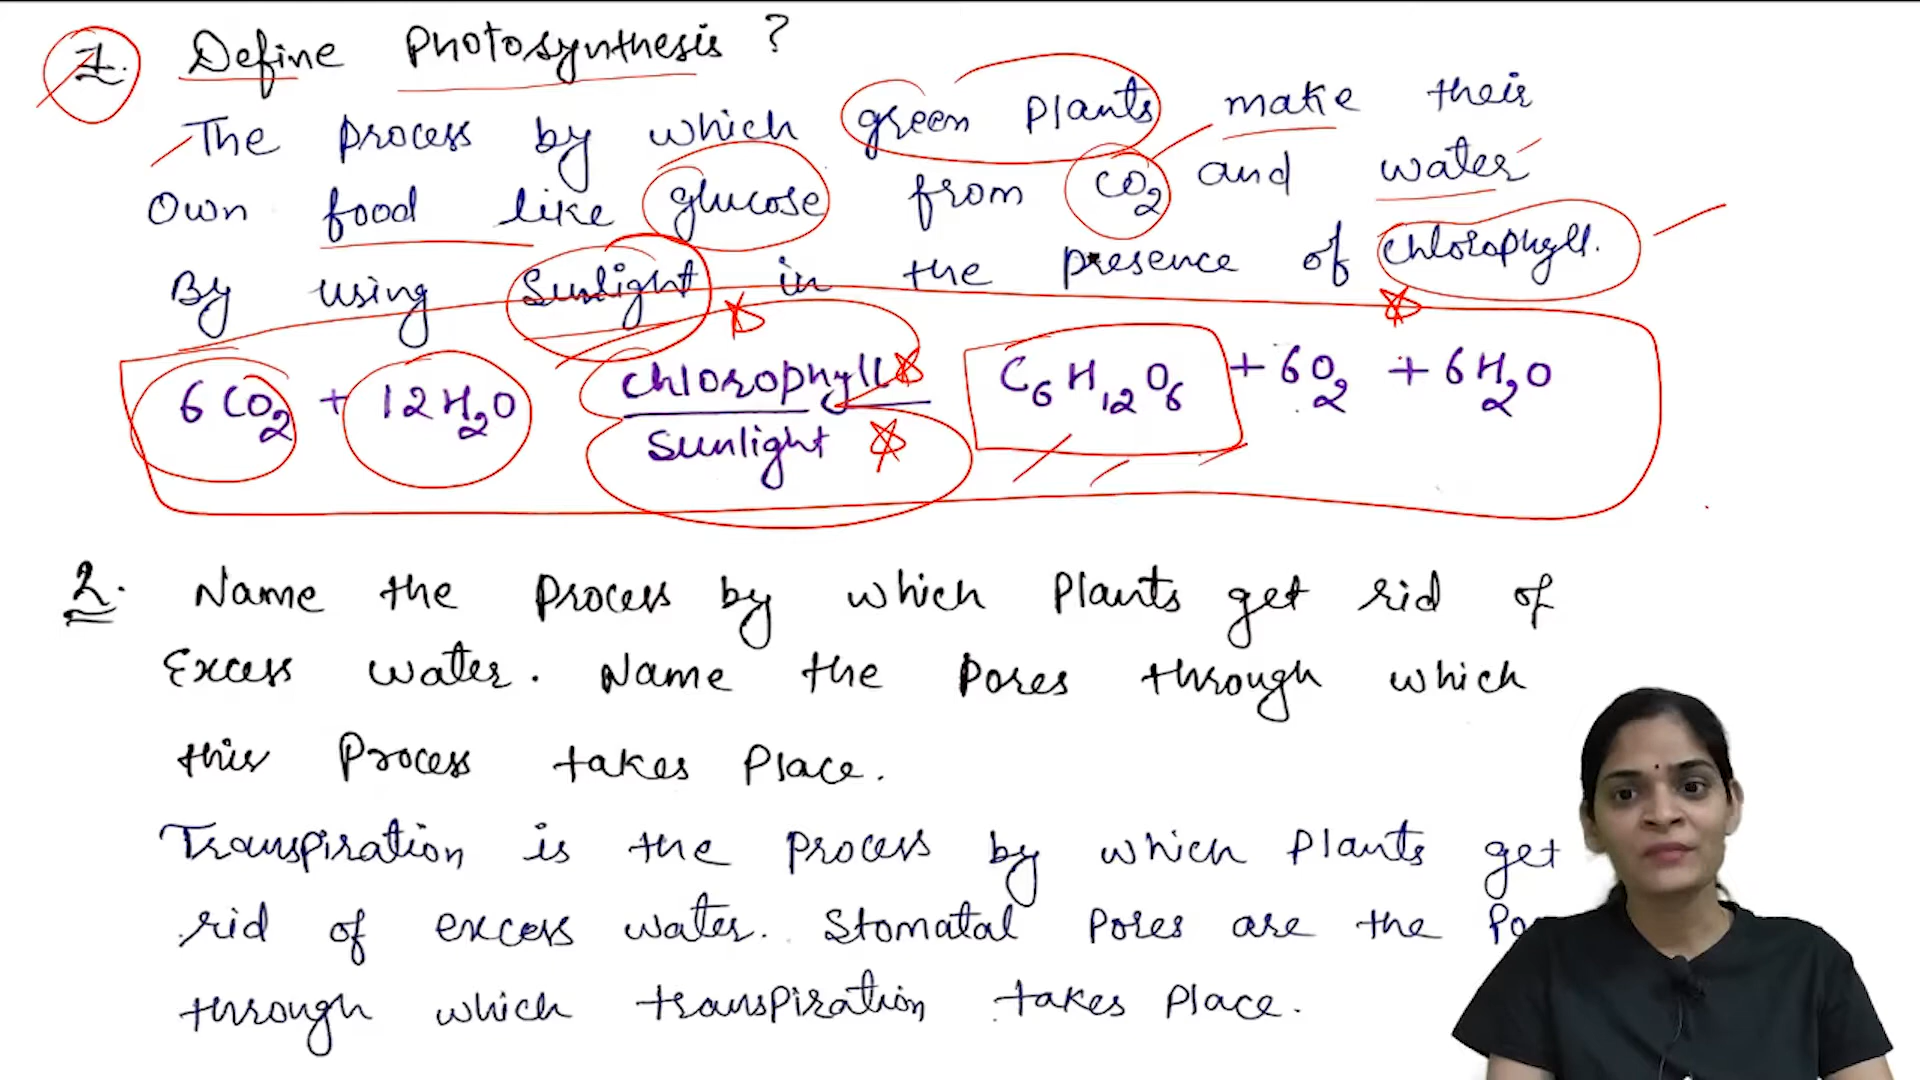 1. Define Photosynthesis ?
The process by which green plants make their
own food like glucose from CO2 and water
By using Sunlight in the presence of chlorophyll.
6CO2 + 12H2O chlorophyll C6H12O6 + 6O2 + 6H2O
Sunlight
2. Name the process by which plants get rid of
Excess water. Name the pores through which
this process takes place.
Transpiration is the process by which plants get
rid of excess water. Stomatal pores are the
through which transpiration takes place.